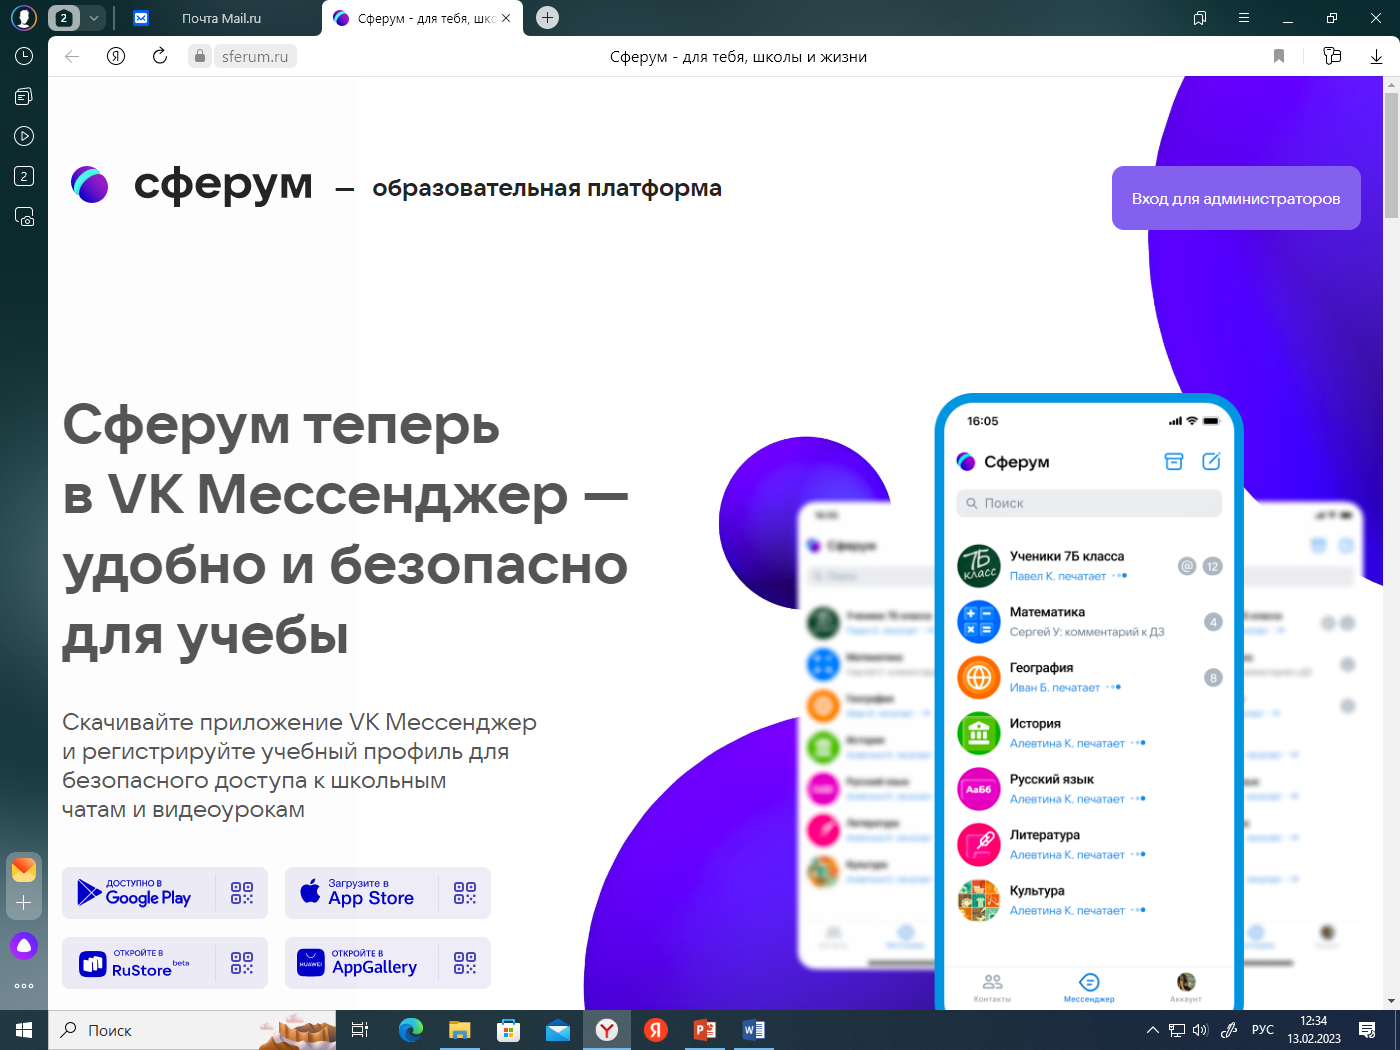 2
Почта Mail.ru
Сферум - для тебя, шкс
sferum.ru
Сферум - для тебя, школы и жизни
2
сферум — образовательная платформа
Вход для администраторов
Сферум теперь
в VK Мессенджер —
удобно и безопасно
для учебы
Скачивайте приложение VK Мессенджер
и регистрируйте учебный профиль для
безопасного доступа к школьным
чатам и видеоурокам
ДОСТУПНО В
Google Play
Загрузите в
App Store
ОТКРОЙТЕ В
RuStore beta
HUAWEI
ОТКРОЙТЕ В
AppGallery
16:05
Сферум
Поиск
7Б класс
Ученики 7Б класса
Павел К. печатает
@ 12
Математика
Сергей У: комментарий к ДЗ
4
География
Иван Б. печатает
8
История
Алевтина К. печатает
АаБб
Русский язык
Алевтина К. печатает
Литература
Алевтина К. печатает
Культура
Алевтина К. печатает
Контакты
Мессенджер
Аккаунт
Поиск
РУС
12:34
13.02.2023